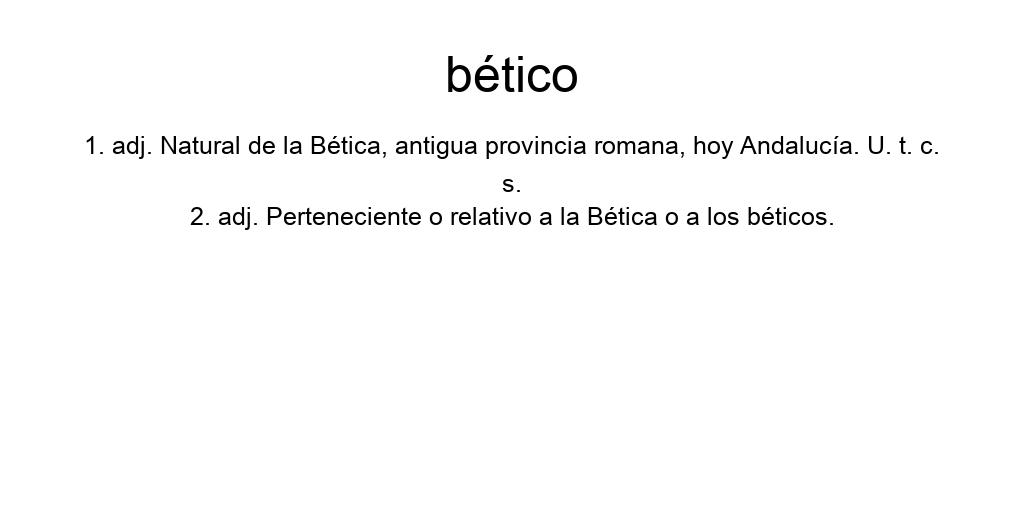 bético
1. adj. Natural de la Bética, antigua provincia romana, hoy Andalucía. U. t. c.
s.
2. adj. Perteneciente o relativo a la Bética o a los béticos.